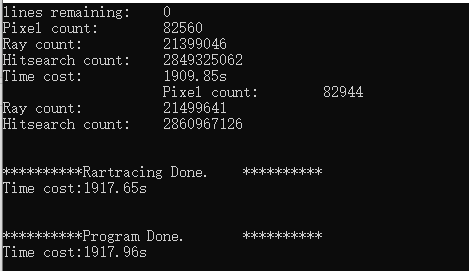 lines remaining: 0
Pixel count: 82560
Ray count: 21399046
Hitsearch count: 2849325062
Time cost: 1909.85s
Pixel count: 82944
Ray count: 21499641
Hitsearch count: 2860967126
**********Rartracing Done. **********
Time cost:1917.65s
**********Program Done. **********
Time cost:1917.96s